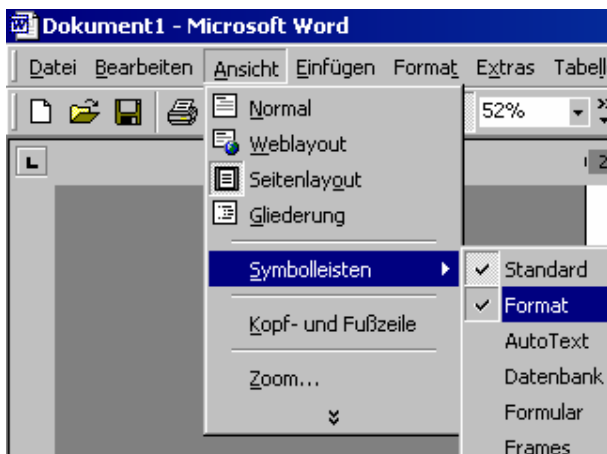 Dokument1 - Microsoft Word
Datei Bearbeiten Ansicht Einfügen Format Extras Tabell
52%
Normal
Weblayout
Seitenlayout
Gliederung
Symbolleisten
Kopf- und Fußzeile
Zoom...
Standard
Format
AutoText
Datenbank
Formular
Frames